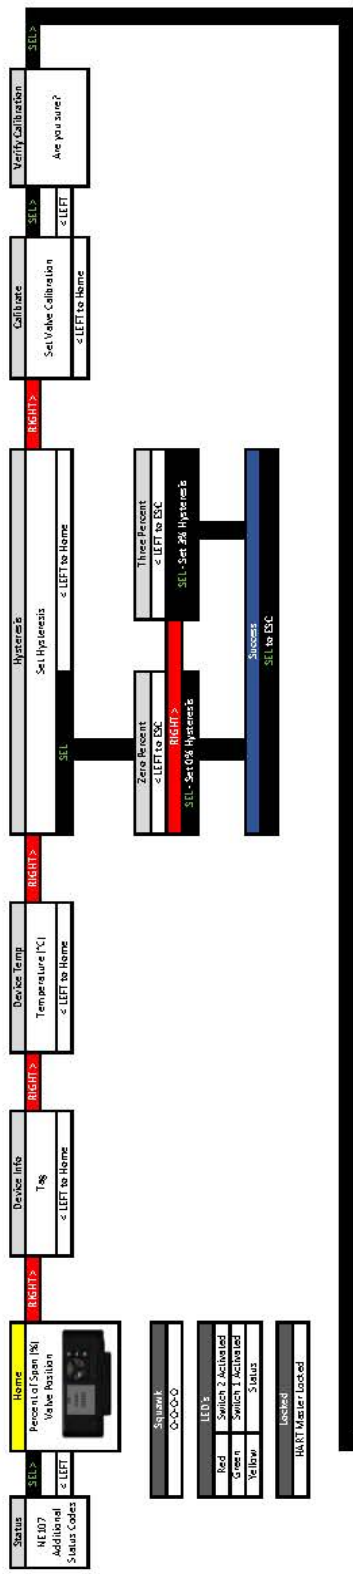 Status
NE107
Additional
Status Codes
SEL >
< LEFT
Home
Percent of Span (%)
Valve Position
RIGHT >
Device Info
Tag
< LEFT to Home
RIGHT >
Device Temp
Temperature (°C)
< LEFT to Home
RIGHT >
Hysteresis
Set Hysteresis
SEL
< LEFT to Home
RIGHT >
Calibrate
Set Valve Calibration
< LEFT to Home
SEL >
< LEFT
Verify Calibration
Are you sure?
SEL >
Zero Percent
< LEFT to ESC
RIGHT >
SEL - Set 0% Hysteresis
Three Percent
< LEFT to ESC
SEL - Set 3% Hysteresis
Success
SEL to ESC
Squawk
O-O-O-O
LED's
Red Switch 2 Activated
Green Switch 1 Activated
Yellow Status
Locked
HART Master Locked